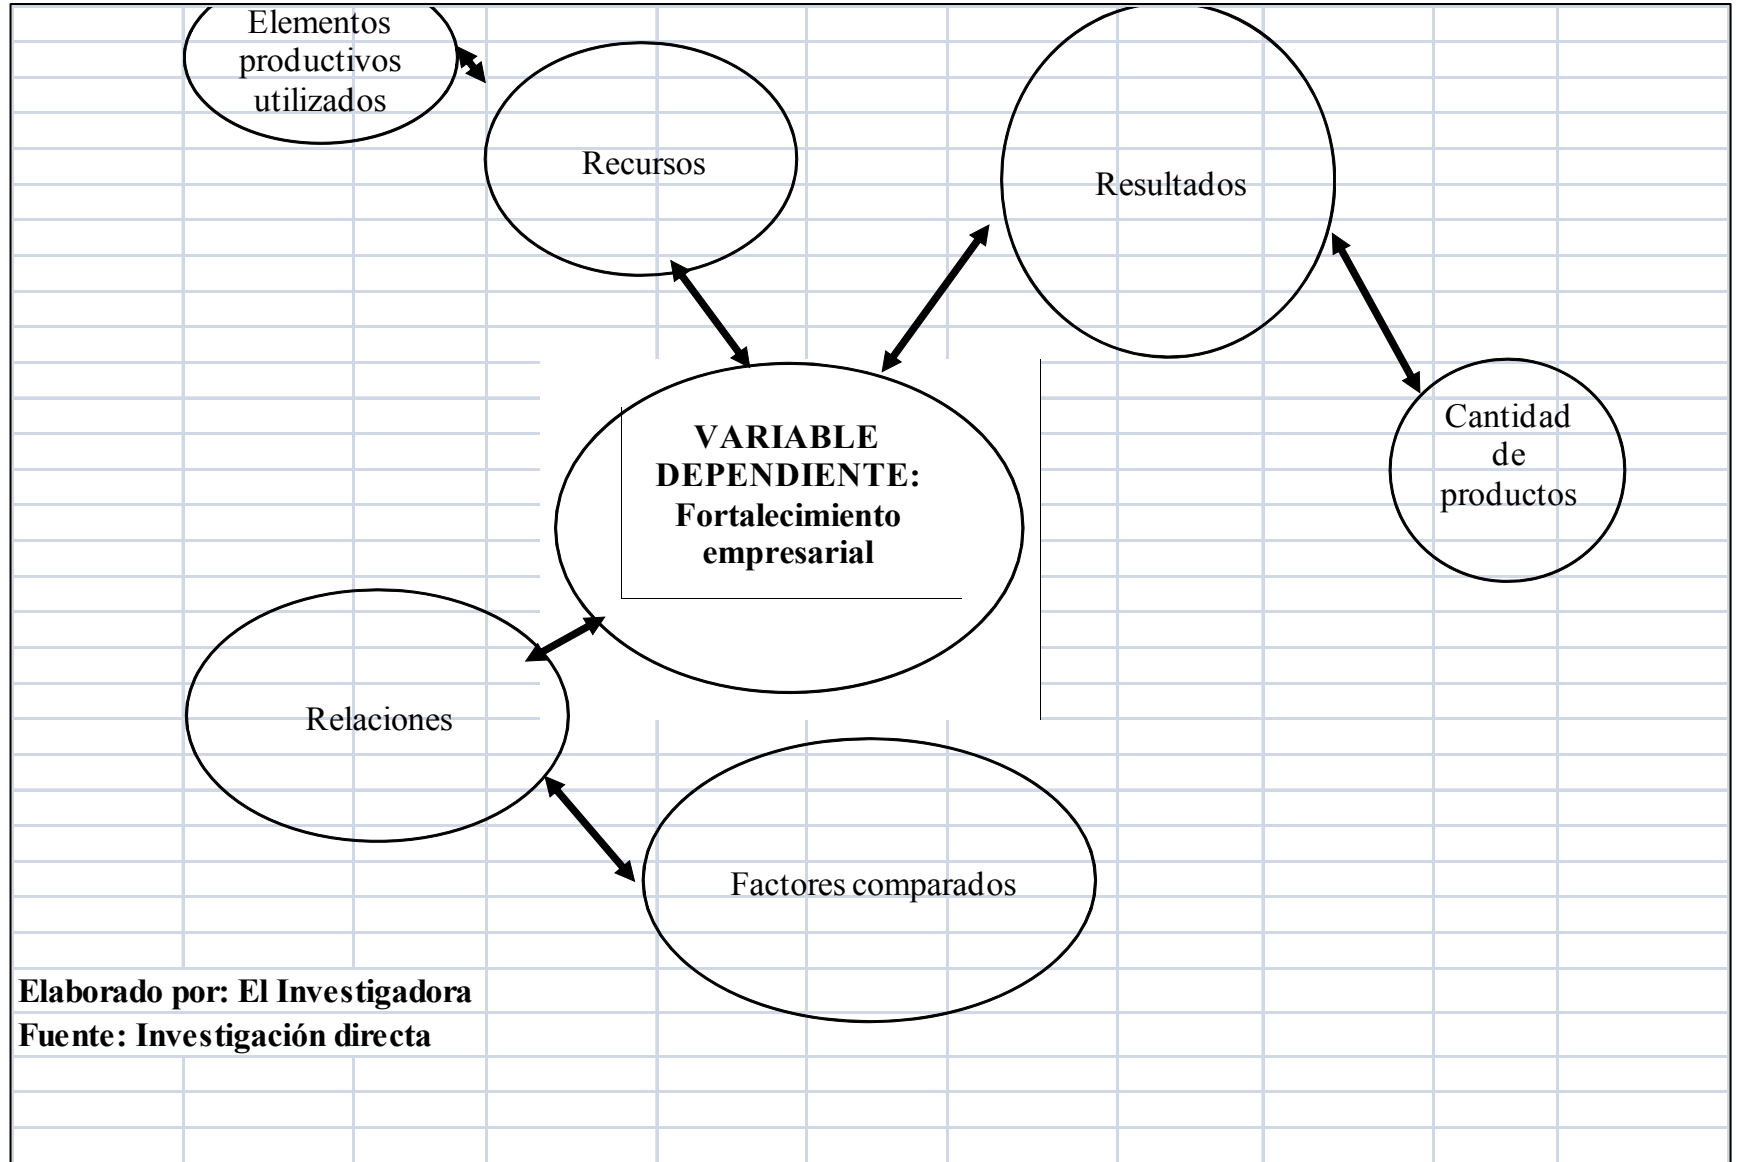 Elementos
productivos
utilizados
Recursos
Resultados
Cantidad
de
productos
VARIABLE
DEPENDIENTE:
Fortalecimiento
empresarial
Relaciones
Factores comparados
Elaborado por: El Investigadora
Fuente: Investigación directa